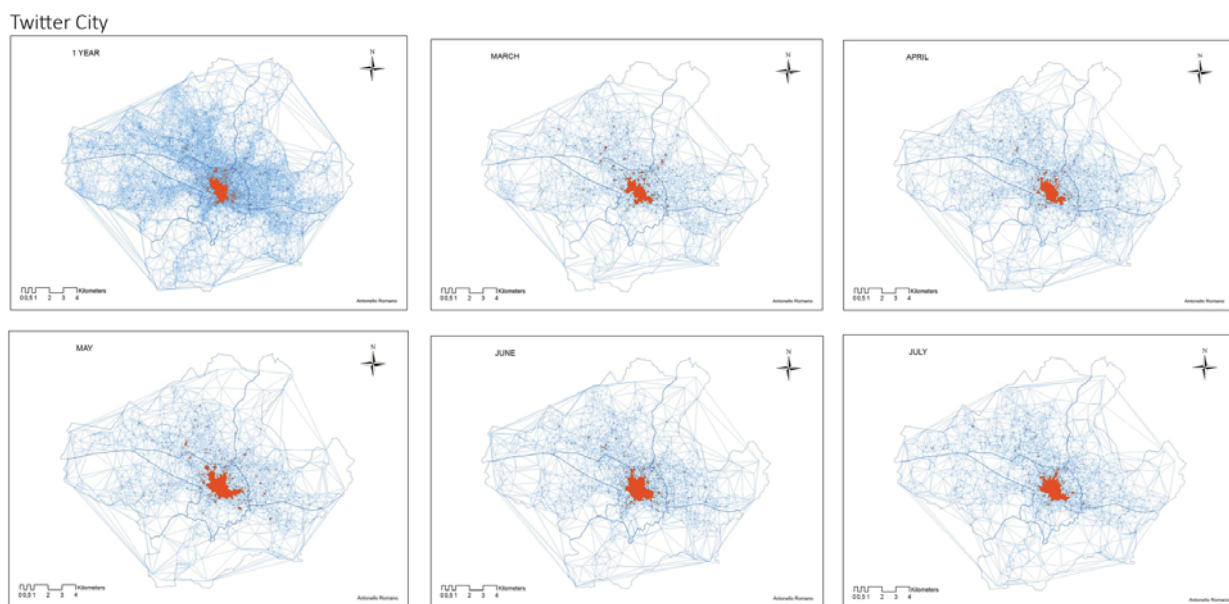 Twitter City
1 YEAR
N
0 0,5 1 2 3 4 Kilometers
Antonello Romano
MARCH
N
0 0,5 1 2 3 4 Kilometers
Antonello Romano
APRIL
N
0 0,5 1 2 3 4 Kilometers
Antonello Romano
MAY
N
0 0,5 1 2 3 4 Kilometers
Antonello Romano
JUNE
N
0 0,5 1 2 3 4 Kilometers
Antonello Romano
JULY
N
0 0,5 1 2 3 4 Kilometers
Antonello Romano